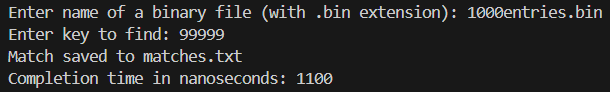 Enter name of a binary file (with .bin extension): 1000entries.bin
Enter key to find: 99999
Match saved to matches.txt
Completion time in nanoseconds: 1100